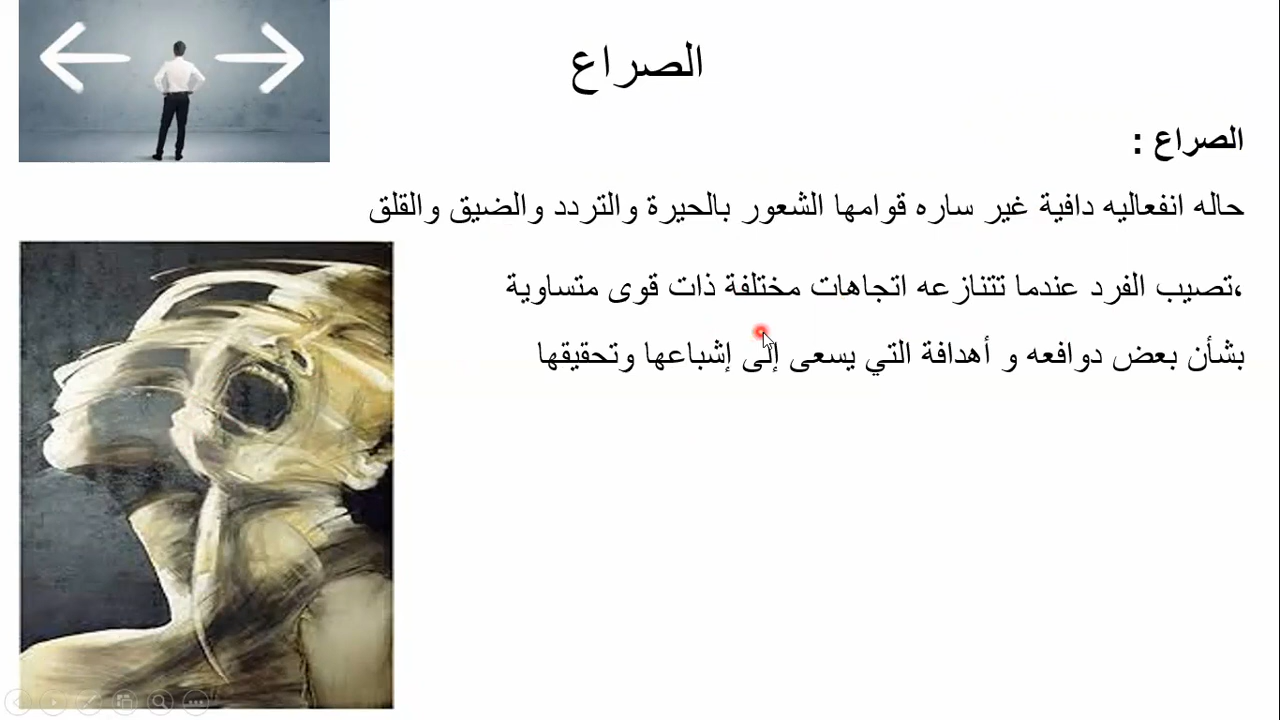 الصراع
الصراع :
حاله انفعاليه دافية غير ساره قوامها الشعور بالحيرة والتردد والضيق والقلق
،تصيب الفرد عندما تتنازعه اتجاهات مختلفة ذات قوى متساوية
بشأن بعض دوافعه و أهدافة التي يسعى إلى إشباعها وتحقيقها